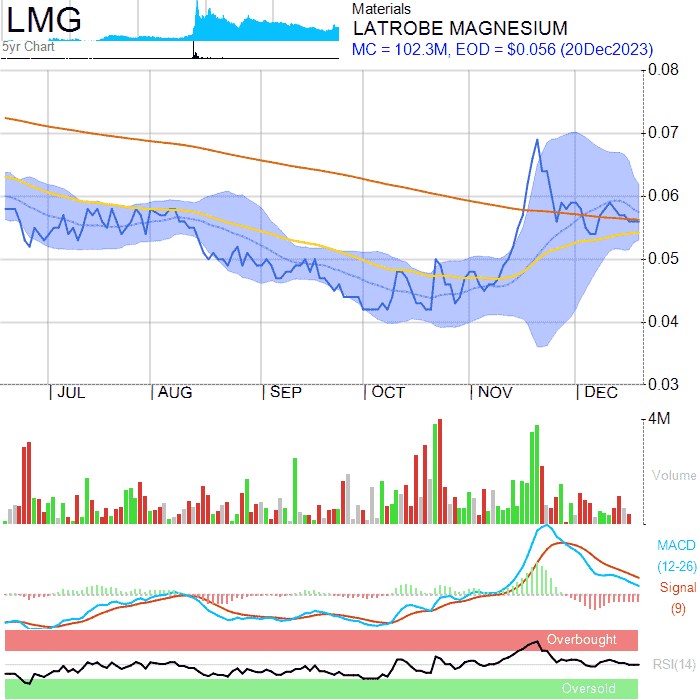 LMG
5yr Chart
Materials
LATROBE MAGNESIUM
MC = 102.3M, EOD = $0.056 (20Dec2023)
0.08
0.07
0.06
0.05
0.04
0.03
JUL AUG SEP OCT NOV DEC
4M
Volume
MACD
(12-26)
Signal
(9)
Overbought
RSI(14)
Oversold